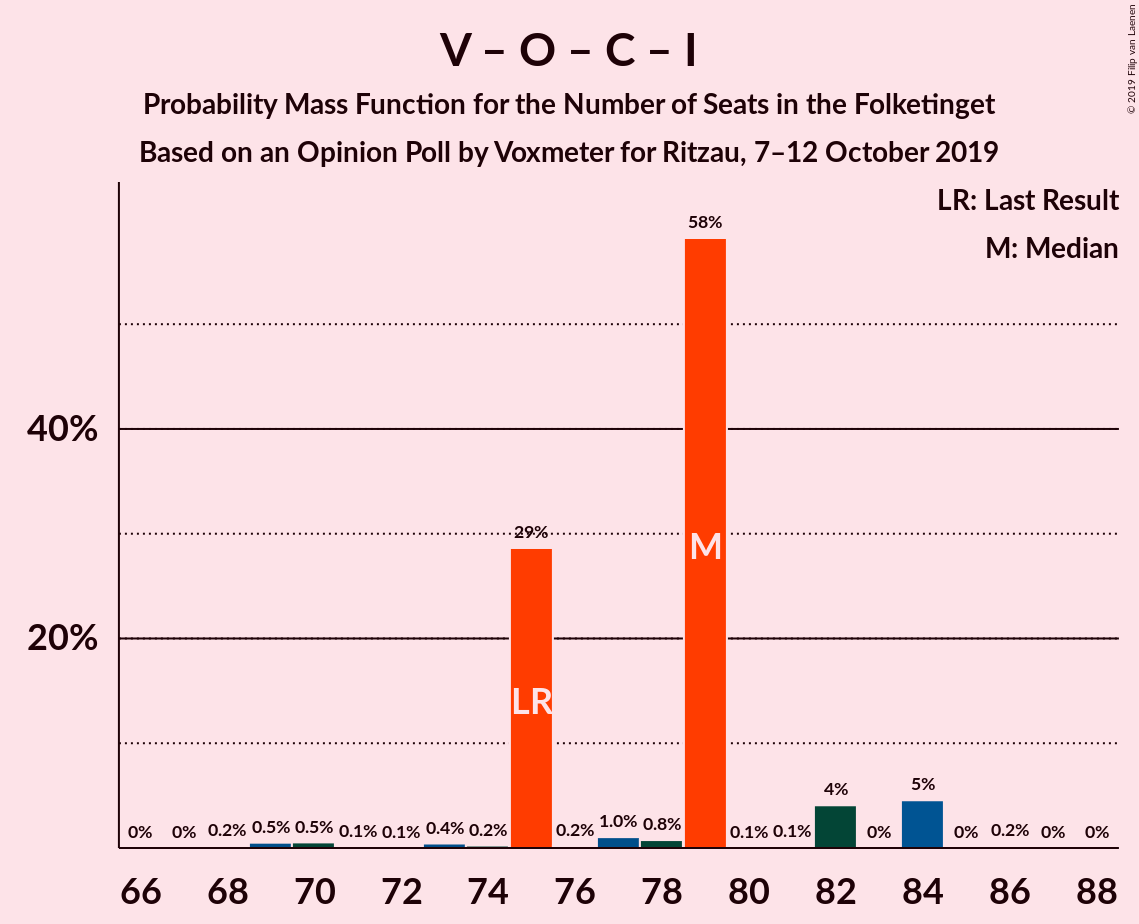 V – O – C – I
Probability Mass Function for the Number of Seats in the Folketinget
Based on an Opinion Poll by Voxmeter for Ritzau, 7–12 October 2019
© 2019 Filip van Laenen
LR: Last Result
M: Median
58%
40%
29%
M
20%
LR
0% 0% 0.2% 0.5% 0.5% 0.1% 0.1% 0.4% 0.2% 0.2% 1.0% 0.8% 0.1% 0.1% 4% 0% 5% 0% 0.2% 0% 0%
66 68 70 72 74 76 78 80 82 84 86 88